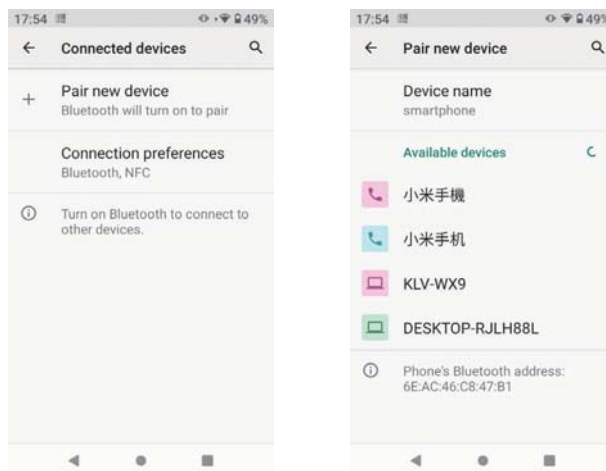 17:54
49%
Connected devices
Pair new device
Bluetooth will turn on to pair
Connection preferences
Bluetooth, NFC
Turn on Bluetooth to connect to
other devices.
17:54
49%
Pair new device
Device name
smartphone
Available devices
小米手機
小米手机
KLV-WX9
DESKTOP-RJLH88L
Phone's Bluetooth address:
6E:AC:46:C8:47:B1